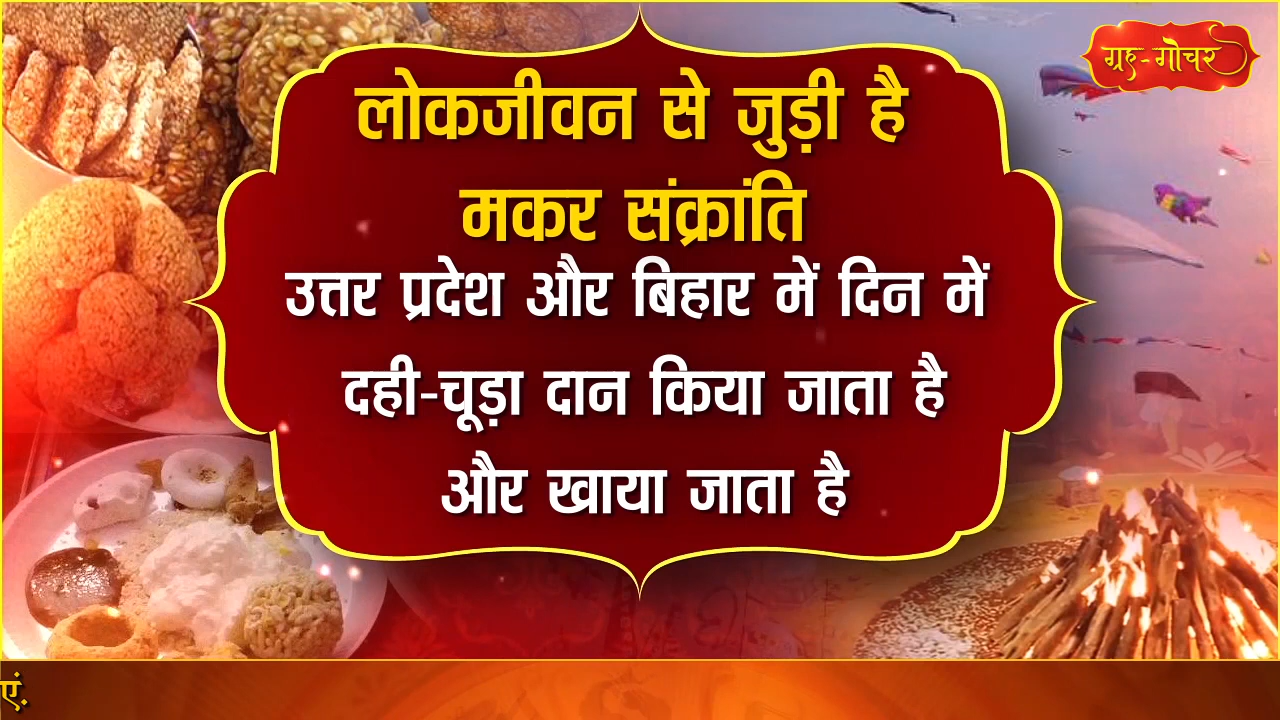 ग्रह-गोचर
लोकजीवन से जुड़ी है
मकर संक्रांति
उत्तर प्रदेश और बिहार में दिन में
दही-चूड़ा दान किया जाता है
और खाया जाता है
एं.